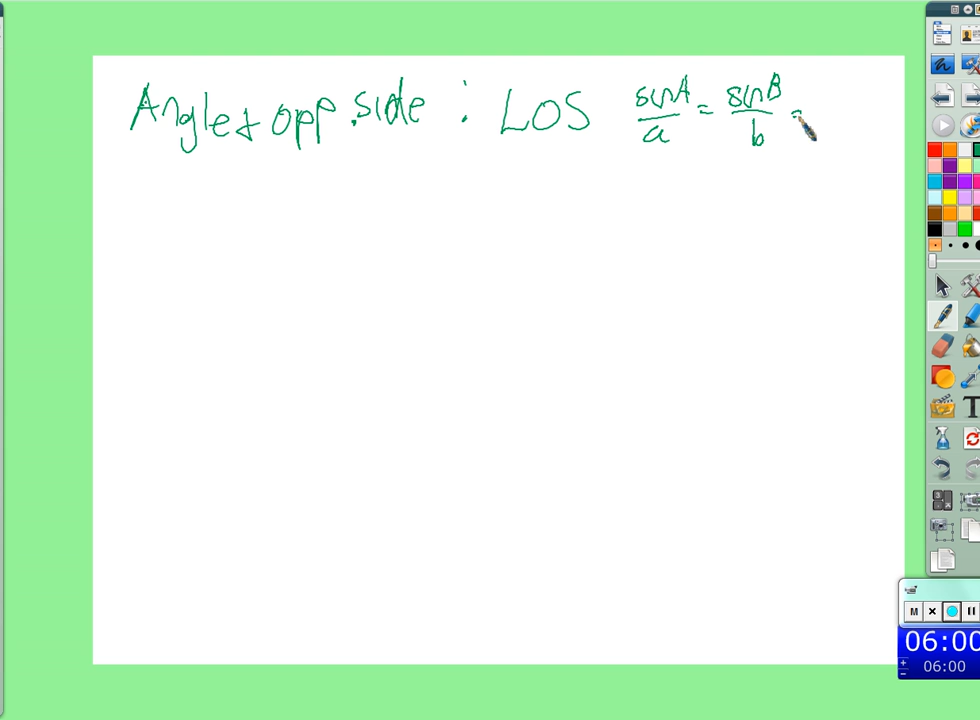 Angle + opp. side : LOS sinA/a = sinB/b =
M
06:00
06:00
T